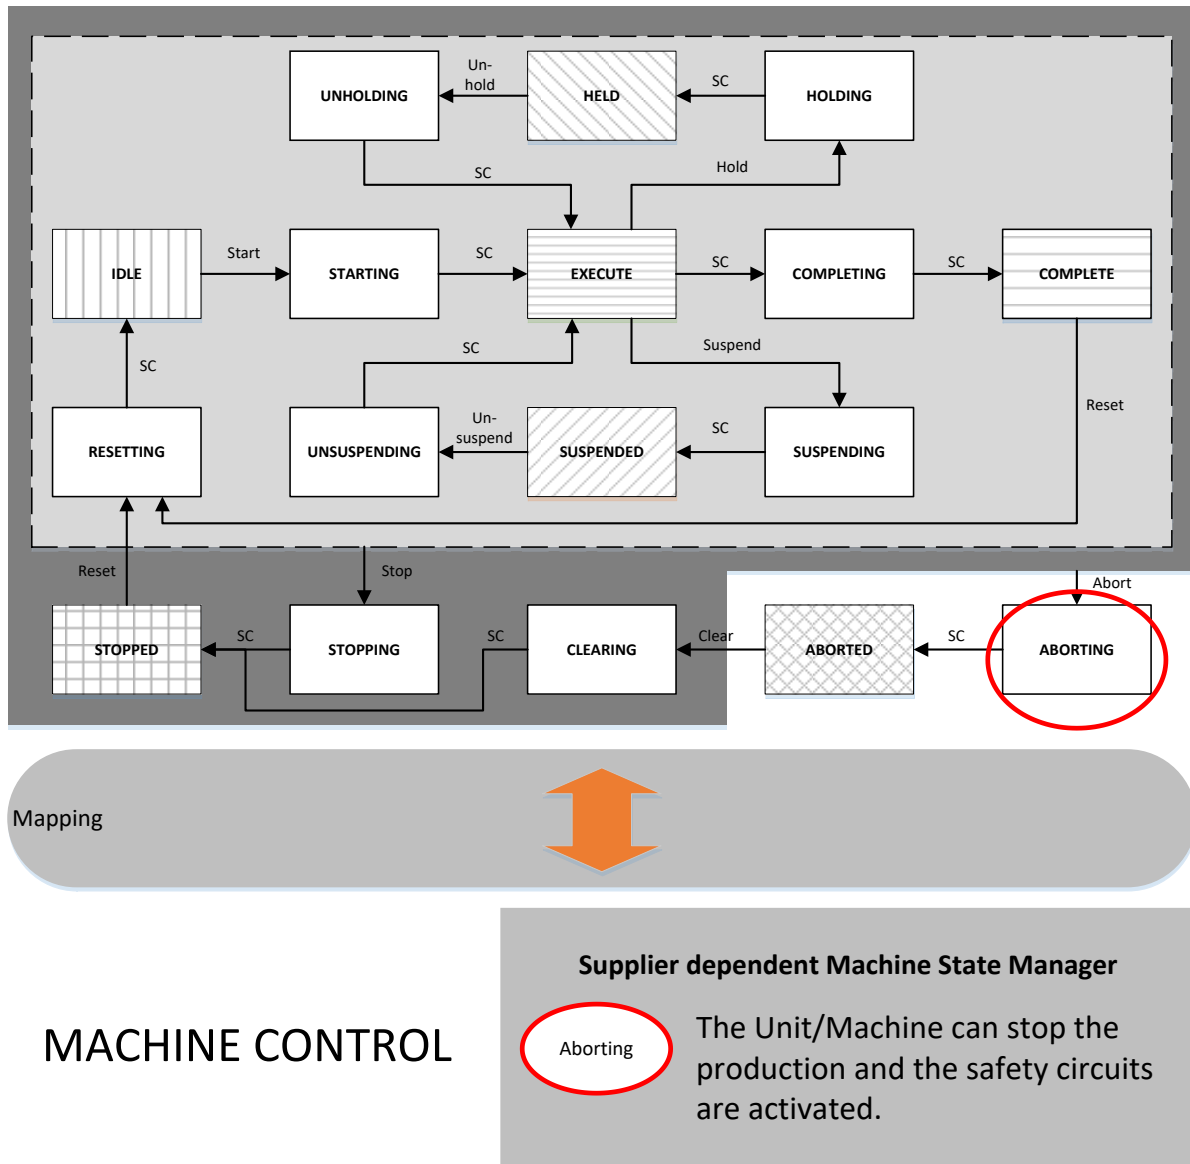 UNHOLDING
Un-
hold
HELD
SC
HOLDING
SC
Hold
IDLE
Start
STARTING
SC
EXECUTE
SC
COMPLETING
SC
COMPLETE
SC
SC
Suspend
Reset
RESETTING
UNSUSPENDING
Un-
suspend
SUSPENDED
SC
SUSPENDING
Reset
Stop
Abort
STOPPED
SC
STOPPING
SC
CLEARING
Clear
ABORTED
SC
ABORTING
Mapping
MACHINE CONTROL
Supplier dependent Machine State Manager
Aborting
The Unit/Machine can stop the
production and the safety circuits
are activated.